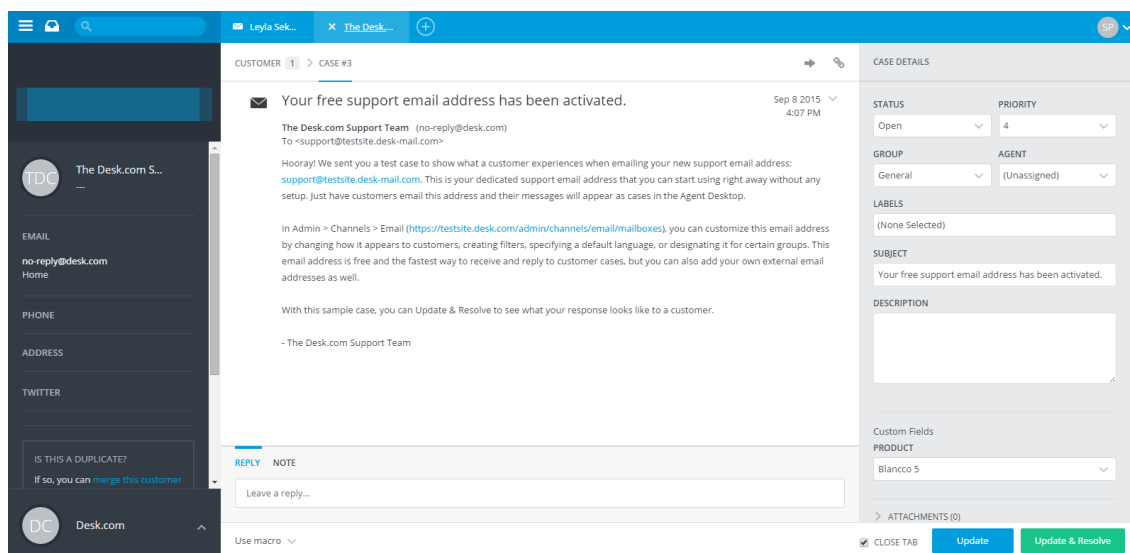 Leyla Sek...
The Desk....
SP
TDC
The Desk.com S...
---
EMAIL
no-reply@desk.com
Home
PHONE
ADDRESS
TWITTER
IS THIS A DUPLICATE?
If so, you can merge this customer
DC
Desk.com
CUSTOMER 1 > CASE #3
Your free support email address has been activated.
Sep 8 2015
4:07 PM
The Desk.com Support Team (no-reply@desk.com)
To <support@testsite.desk-mail.com>
Hooray! We sent you a test case to show what a customer experiences when emailing your new support email address:
support@testsite.desk-mail.com. This is your dedicated support email address that you can start using right away without any
setup. Just have customers email this address and their messages will appear as cases in the Agent Desktop.
In Admin > Channels > Email (https://testsite.desk.com/admin/channels/email/mailboxes), you can customize this email address
by changing how it appears to customers, creating filters, specifying a default language, or designating it for certain groups. This
email address is free and the fastest way to receive and reply to customer cases, but you can also add your own external email
addresses as well.
With this sample case, you can Update & Resolve to see what your response looks like to a customer.
- The Desk.com Support Team
REPLY NOTE
Leave a reply...
Use macro
CASE DETAILS
STATUS PRIORITY
Open 4
GROUP AGENT
General (Unassigned)
LABELS
(None Selected)
SUBJECT
Your free support email address has been activated.
DESCRIPTION
Custom Fields
PRODUCT
Blancco 5
ATTACHMENTS (0)
CLOSE TAB Update Update & Resolve